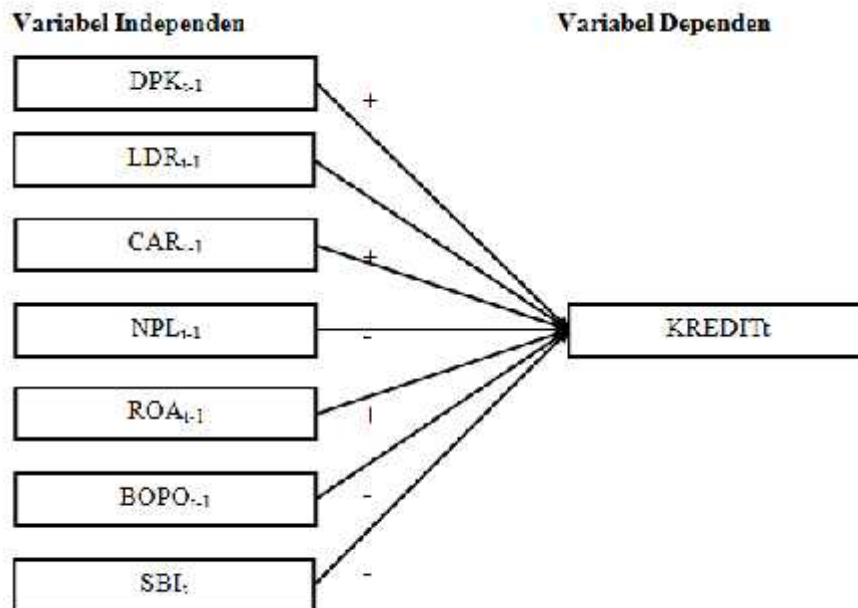 Variabel Independen Variabel Dependen
DPKt-1
+
LDRt-1
CARt-1
+
NPLt-1
-
KREDITt
ROAt-1
+
BOPOt-1
-
SBIt
-